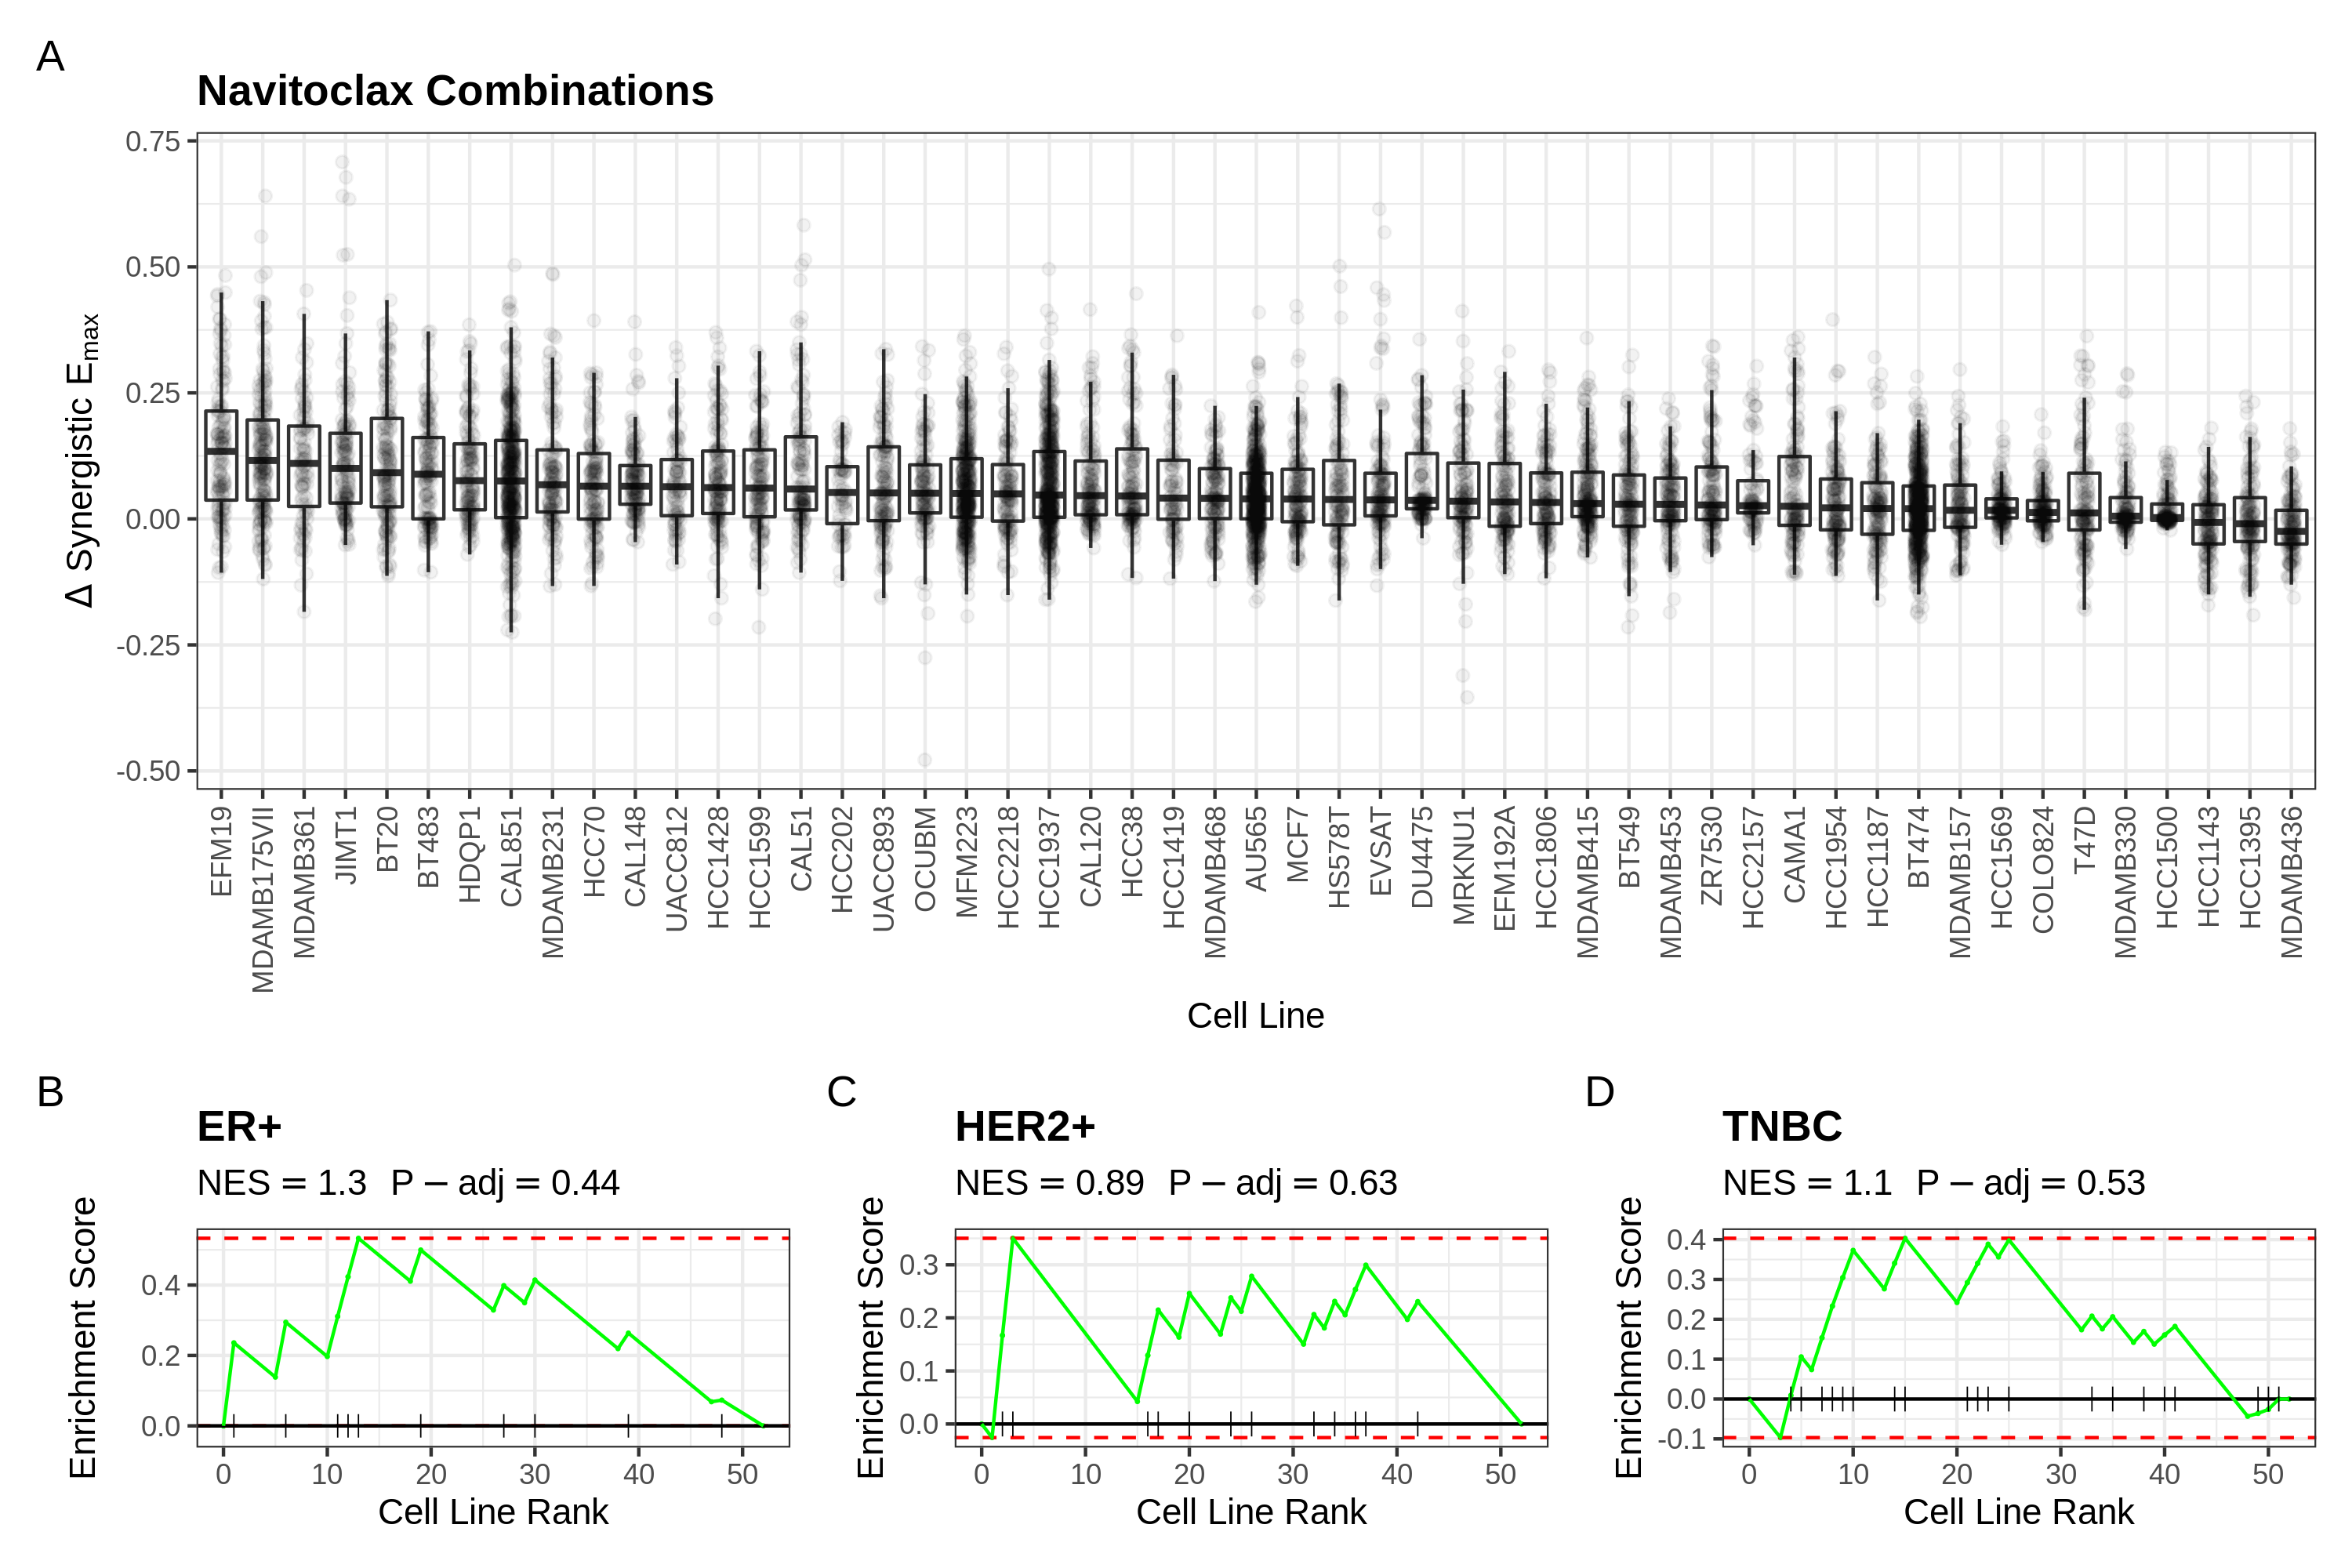 A
Navitoclax Combinations
Δ Synergistic Emax
0.75
0.50
0.25
0.00
-0.25
-0.50
EFM19
MDAMB175VII
MDAMB361
JIMT1
BT20
BT483
HDQP1
CAL851
MDAMB231
HCC70
CAL148
UACC812
HCC1428
HCC1599
CAL51
HCC202
UACC893
OCUBM
MFM223
HCC2218
HCC1937
CAL120
HCC38
HCC1419
MDAMB468
AU565
MCF7
HS578T
EVSAT
DU4475
MRKNU1
EFM192A
HCC1806
MDAMB415
BT549
MDAMB453
ZR7530
HCC2157
CAMA1
HCC1954
HCC1187
BT474
MDAMB157
HCC1569
COLO824
T47D
MDAMB330
HCC1500
HCC1143
HCC1395
MDAMB436
Cell Line
B
ER+
NES = 1.3 P − adj = 0.44
Enrichment Score
0.4
0.2
0.0
0 10 20 30 40 50
Cell Line Rank
C
HER2+
NES = 0.89 P − adj = 0.63
Enrichment Score
0.3
0.2
0.1
0.0
0 10 20 30 40 50
Cell Line Rank
D
TNBC
NES = 1.1 P − adj = 0.53
Enrichment Score
0.4
0.3
0.2
0.1
0.0
-0.1
0 10 20 30 40 50
Cell Line Rank